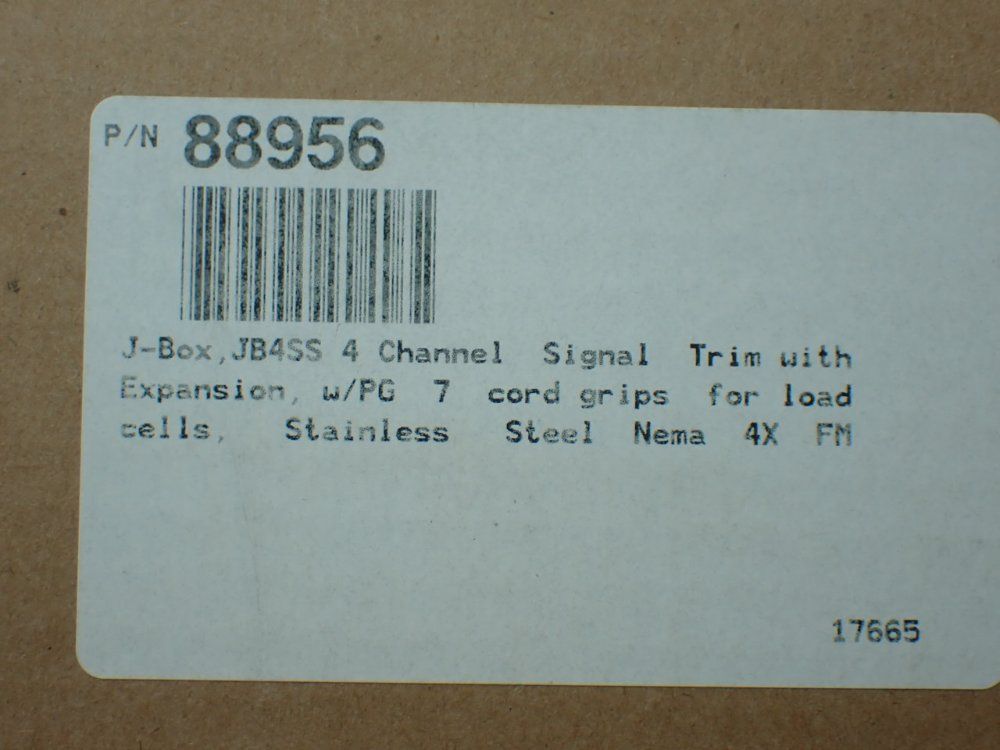 P/N 88956
J-Box,JB4SS 4 Channel Signal Trim with
Expansion, w/PG 7 cord grips for load
cells, Stainless Steel Nema 4X FM
17665